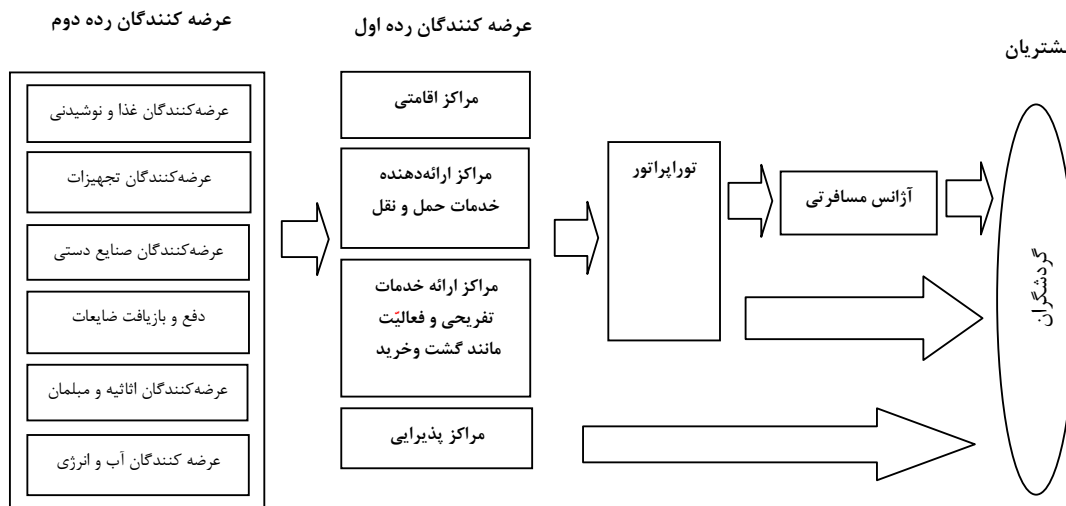 عرضه کنندگان رده دوم
عرضه‌کنندگان غذا و نوشیدنی
عرضه‌کنندگان تجهیزات
عرضه‌کنندگان صنایع دستی
دفع و بازیافت ضایعات
عرضه‌کنندگان اثاثیه و مبلمان
عرضه کنندگان آب و انرژی
عرضه کنندگان رده اول
مراکز اقامتی
مراکز ارائه‌دهنده
خدمات حمل و نقل
مراکز ارائه خدمات
تفریحی و فعالیّت
مانند گشت وخرید
مراکز پذیرایی
توراپراتور
آژانس مسافرتی
شتریان
گردشگران